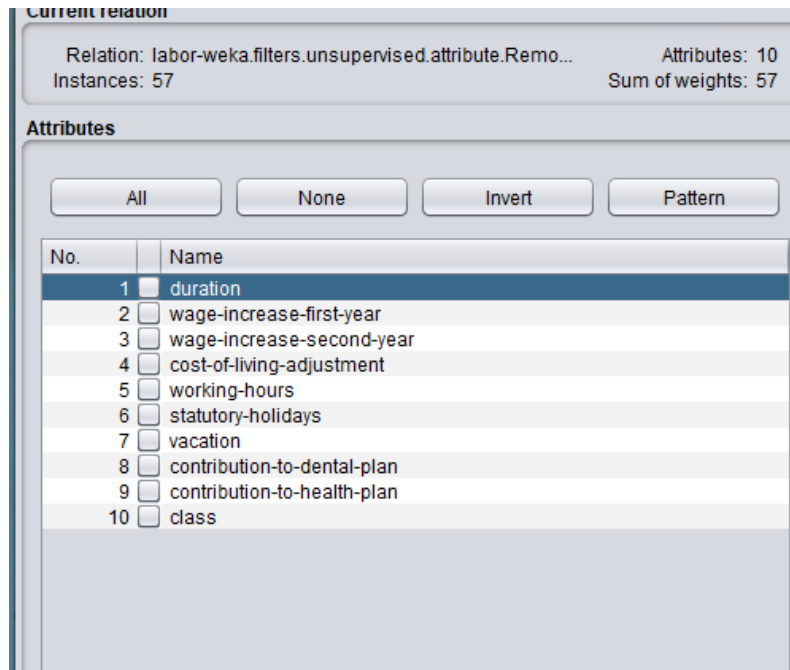 Current relation
Relation: labor-weka.filters.unsupervised.attribute.Remo... Attributes: 10
Instances: 57 Sum of weights: 57
Attributes
All None Invert Pattern
No. Name
1 duration
2 wage-increase-first-year
3 wage-increase-second-year
4 cost-of-living-adjustment
5 working-hours
6 statutory-holidays
7 vacation
8 contribution-to-dental-plan
9 contribution-to-health-plan
10 class